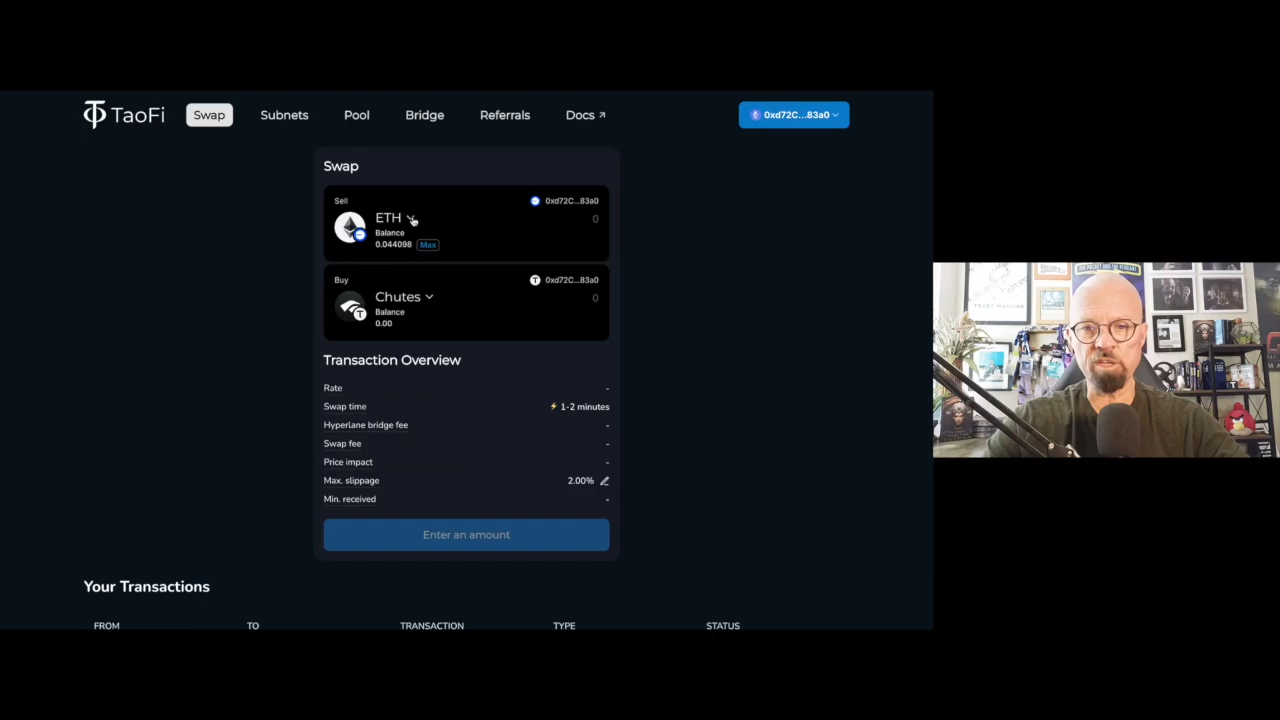 TaoFi
Swap
Subnets
Pool
Bridge
Referrals
Docs
0xd72C...83a0
Swap
Sell
0xd72C...83a0
ETH
0
Balance
0.044098 Max
Buy
0xd72C...83a0
Chutes
0
Balance
0.00
Transaction Overview
Rate -
Swap time 1-2 minutes
Hyperlane bridge fee -
Swap fee -
Price impact -
Max. slippage 2.00%
Min. received -
Enter an amount
Your Transactions
FROM TO TRANSACTION TYPE STATUS
TRUST MACHINE